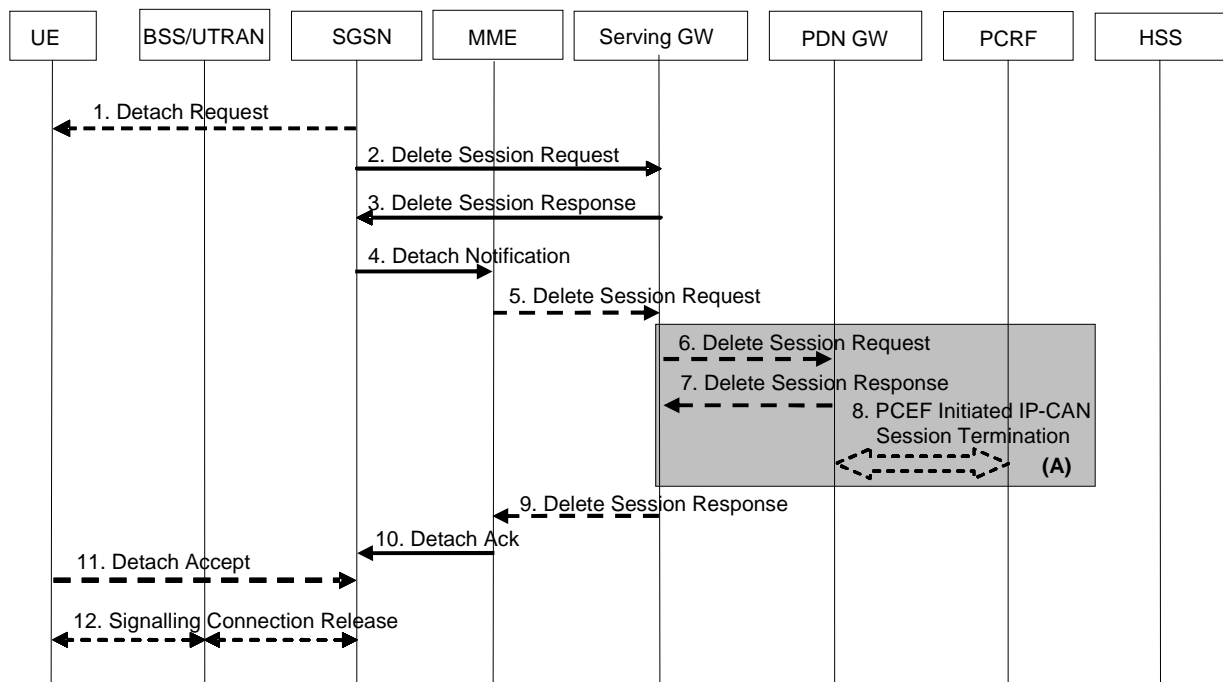 UE
BSS/UTRAN
SGSN
MME
Serving GW
PDN GW
PCRF
HSS
1. Detach Request
2. Delete Session Request
3. Delete Session Response
4. Detach Notification
5. Delete Session Request
6. Delete Session Request
7. Delete Session Response
8. PCEF Initiated IP-CAN
Session Termination
(A)
9. Delete Session Response
10. Detach Ack
11. Detach Accept
12. Signalling Connection Release